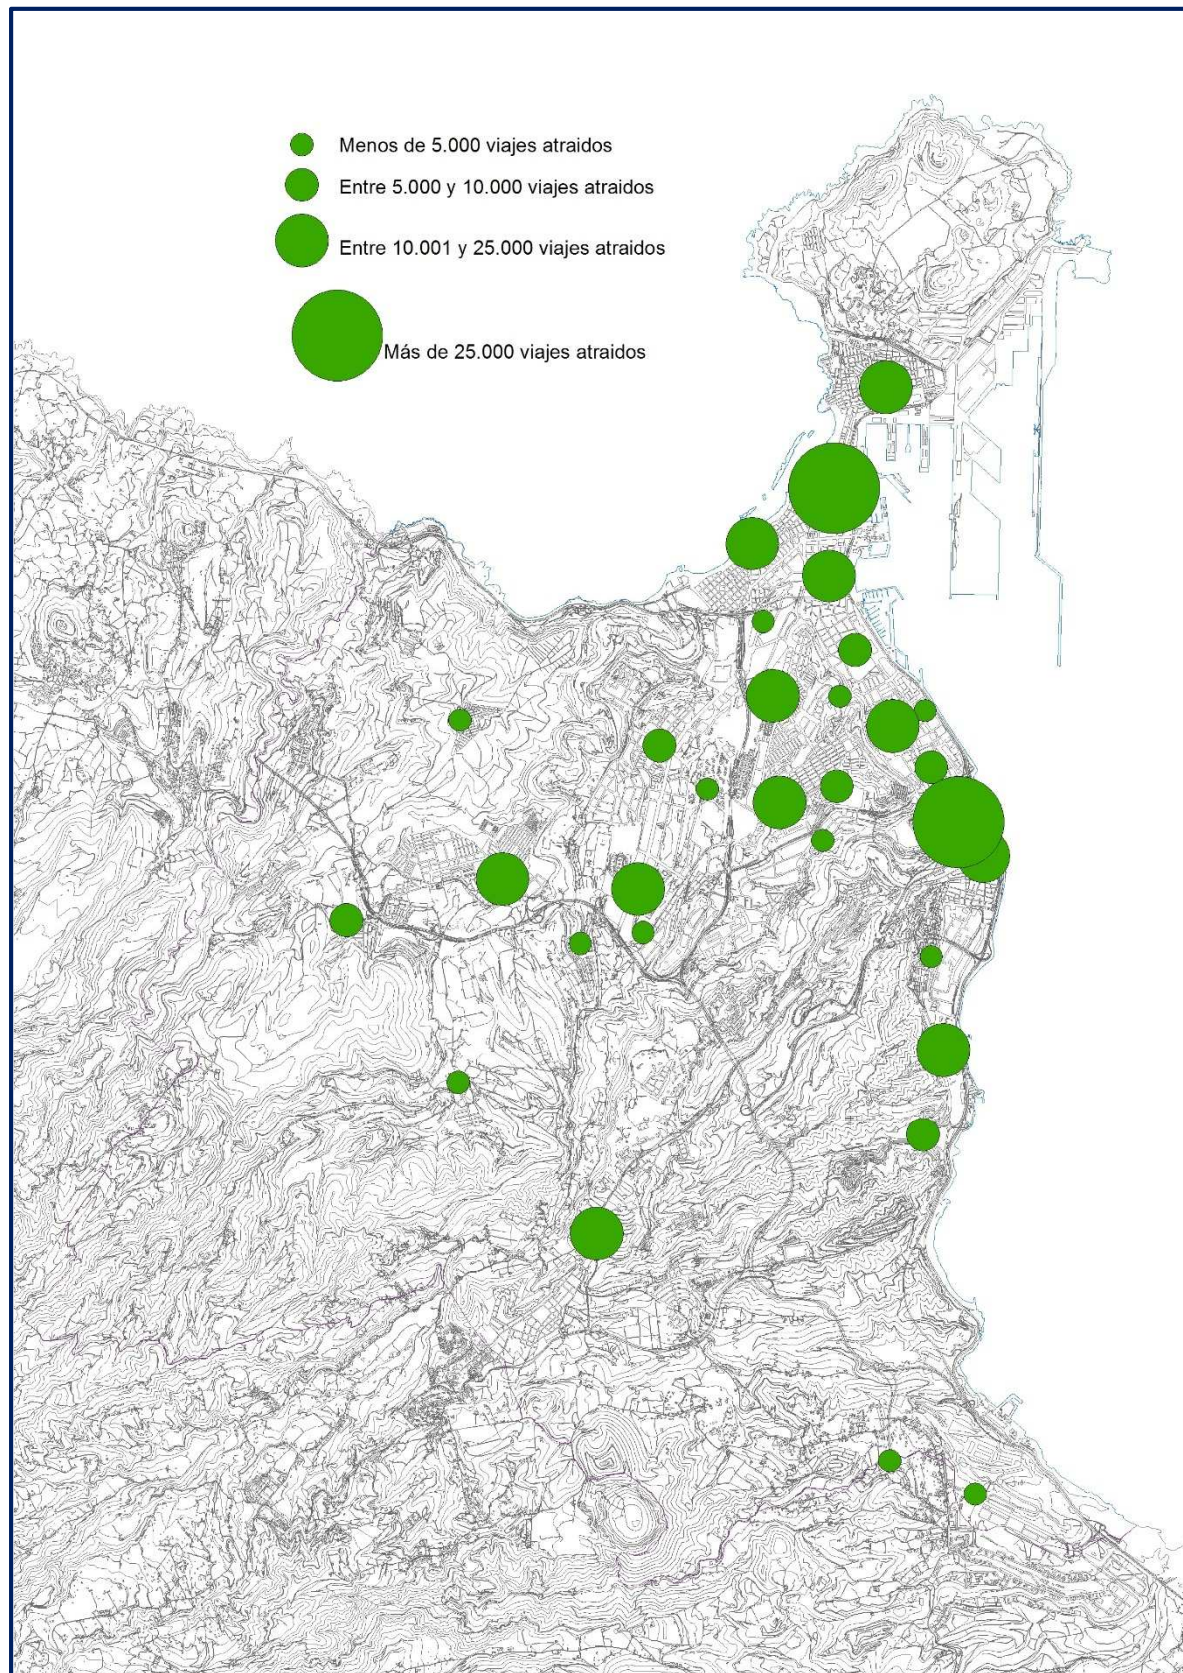 Menos de 5.000 viajes atraidos
Entre 5.000 y 10.000 viajes atraidos
Entre 10.001 y 25.000 viajes atraidos
Más de 25.000 viajes atraidos